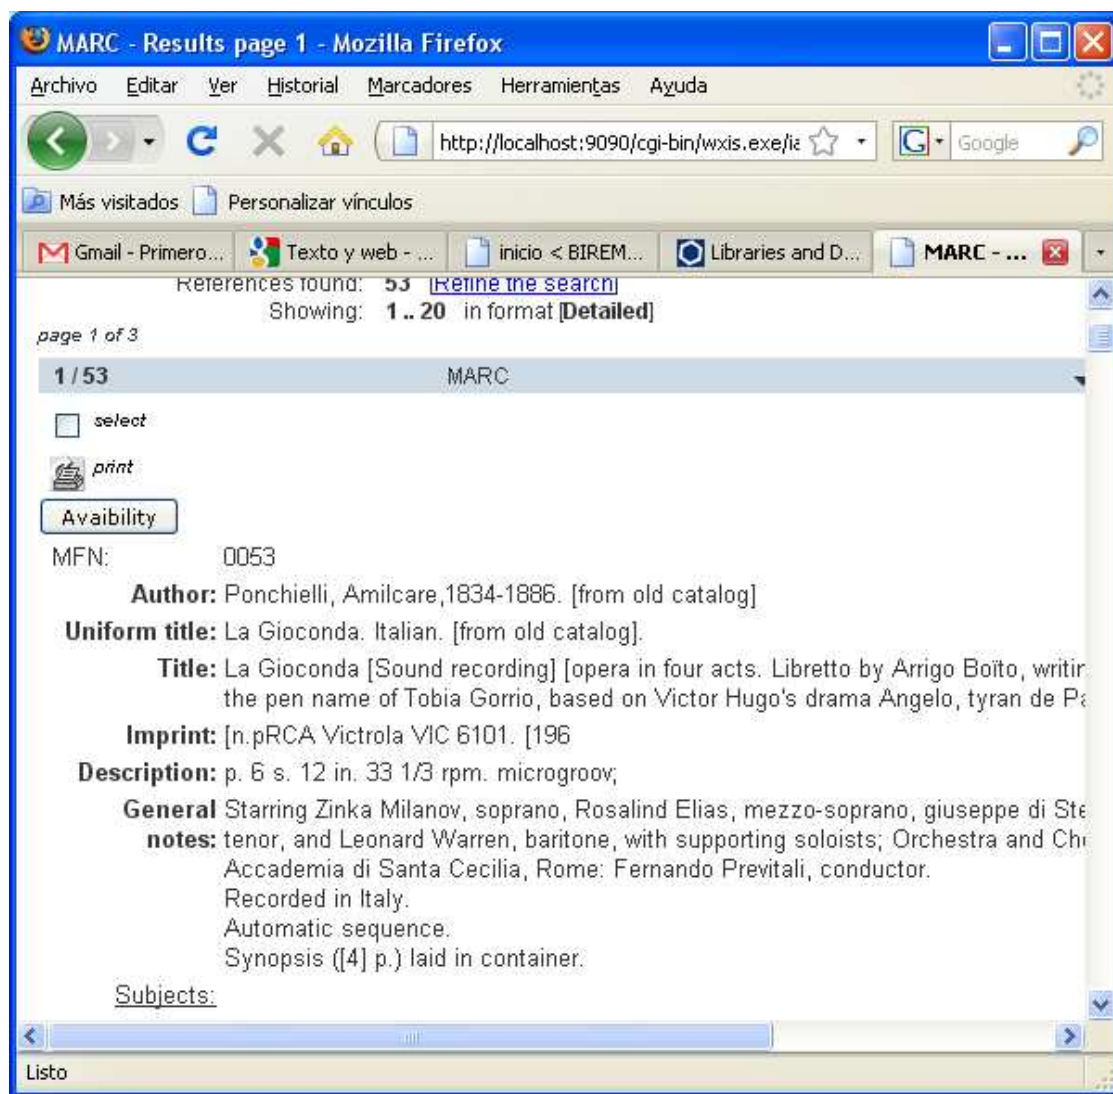 MARC - Results page 1 - Mozilla Firefox
Archivo Editar Ver Historial Marcadores Herramientas Ayuda
http://localhost:9090/cgi-bin/wxis.exe/ia G Google
Más visitados Personalizar vínculos
Gmail - Primero... Texto y web - ... inicio < BIREM... Libraries and D... MARC - ...
References found: 53 [Refine the search]
Showing: 1 .. 20 in format [Detailed]
page 1 of 3
1 / 53 MARC
select
print
Avaibility
MFN: 0053
Author: Ponchielli, Amilcare,1834-1886. [from old catalog]
Uniform title: La Gioconda. Italian. [from old catalog].
Title: La Gioconda [Sound recording] [opera in four acts. Libretto by Arrigo Boïto, writin
the pen name of Tobia Gorrio, based on Victor Hugo's drama Angelo, tyran de Pa
Imprint: [n.pRCA Victrola VIC 6101. [196
Description: p. 6 s. 12 in. 33 1/3 rpm. microgroov;
General Starring Zinka Milanov, soprano, Rosalind Elias, mezzo-soprano, giuseppe di Ste
notes: tenor, and Leonard Warren, baritone, with supporting soloists; Orchestra and Cho
Accademia di Santa Cecilia, Rome: Fernando Previtali, conductor.
Recorded in Italy.
Automatic sequence.
Synopsis ([4] p.) laid in container.
Subjects:
Listo